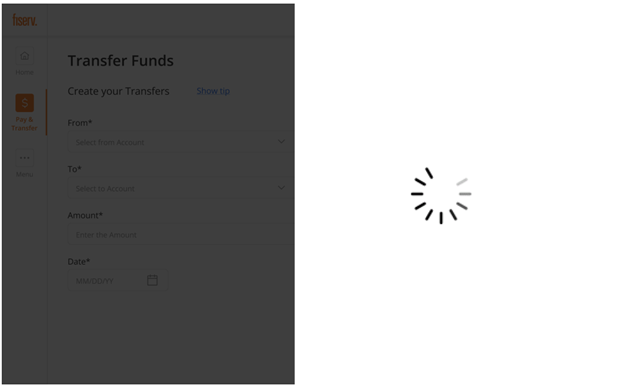 fiserv.
Transfer Funds
Home
Create your Transfers Show tip
Pay &
Transfer
From*
Select from Account
Menu
To*
Select to Account
Amount*
Enter the Amount
Date*
MM/DD/YY